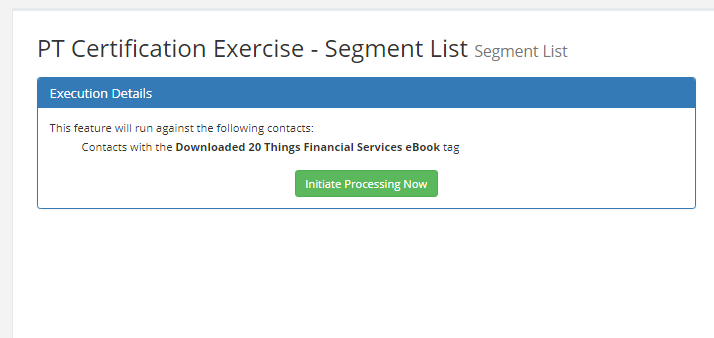 PT Certification Exercise - Segment List Segment List
Execution Details
This feature will run against the following contacts:
Contacts with the Downloaded 20 Things Financial Services eBook tag
Initiate Processing Now